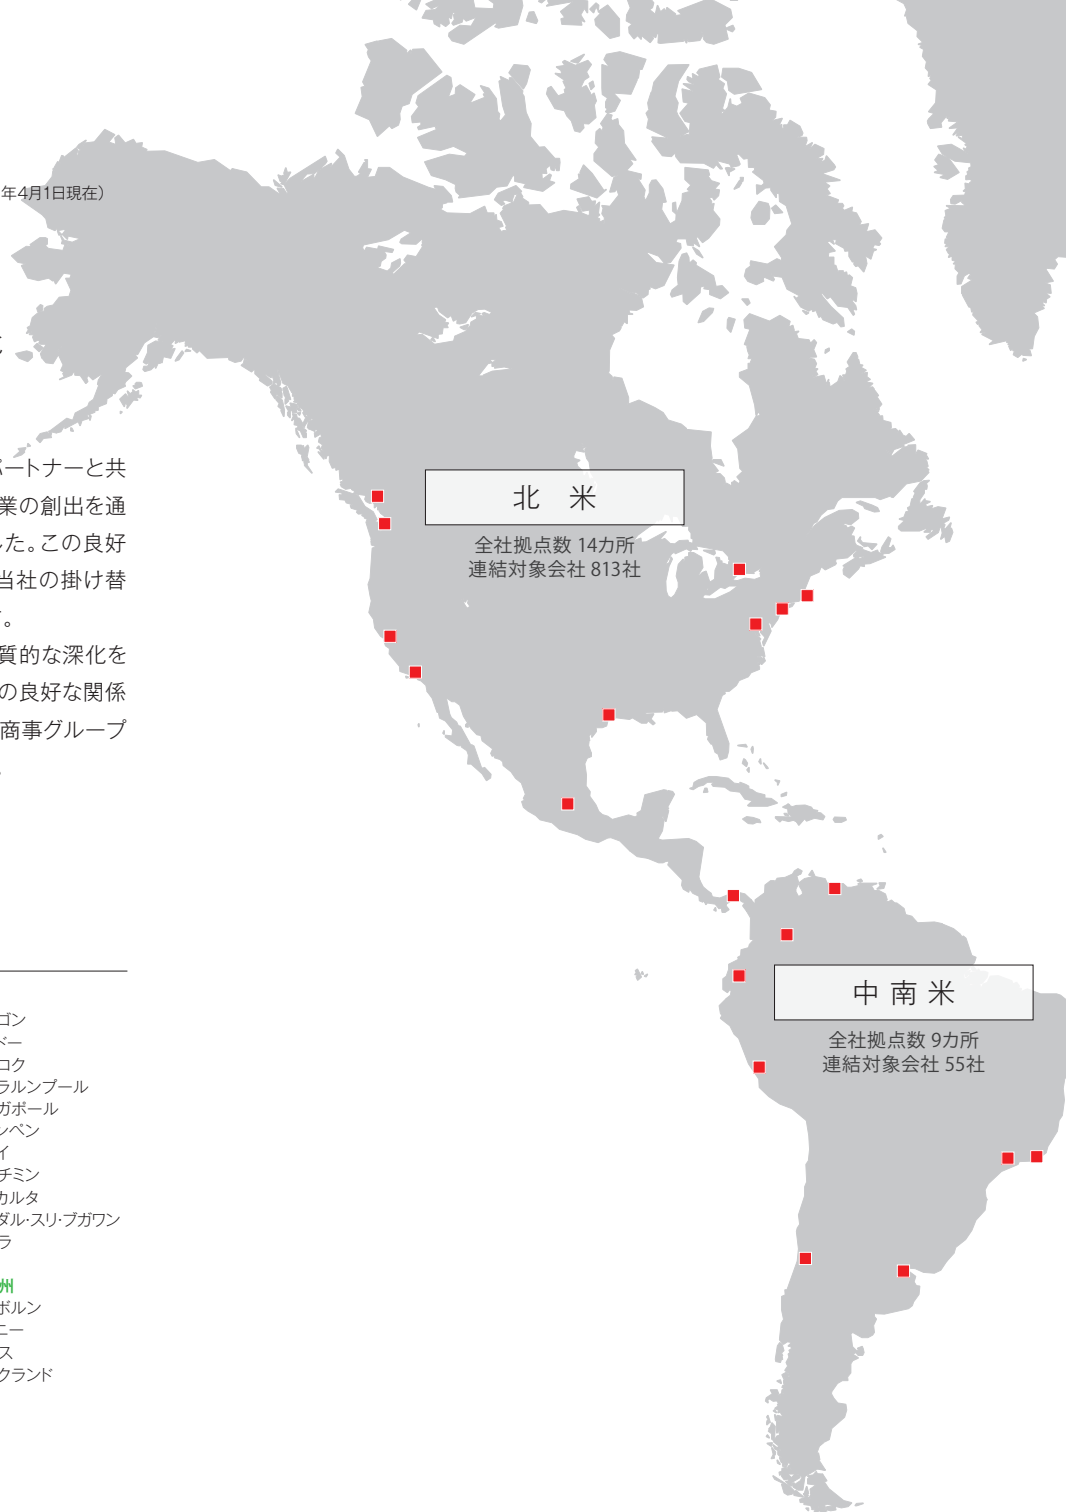 年4月1日現在）
ートナーと共
業の創出を通
た。この良好
当社の掛け替
。
質的な深化を
の良好な関係
商事グループ
北 米
全社拠点数 14カ所
連結対象会社 813社
中 南 米
全社拠点数 9カ所
連結対象会社 55社
ゴン
ドー
コク
ラルンプール
ガポール
ンペン
イ
チミン
カルタ
ダル・スリ・ブガワン
ラ
州
ボルン
ニー
ス
クランド